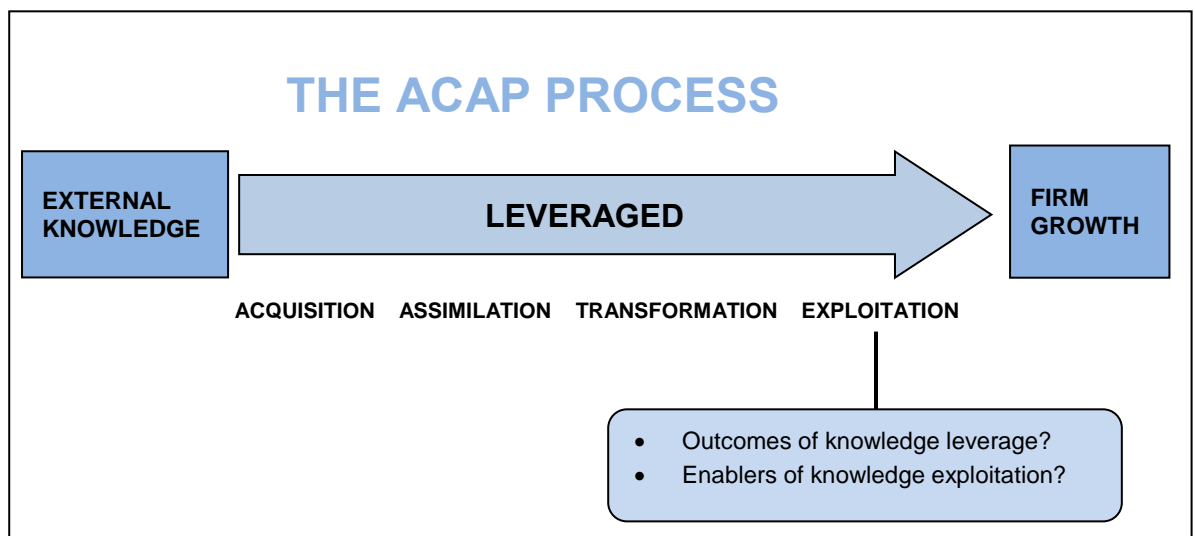 THE ACAP PROCESS
EXTERNAL
KNOWLEDGE
LEVERAGED
FIRM
GROWTH
ACQUISITION ASSIMILATION TRANSFORMATION EXPLOITATION
• Outcomes of knowledge leverage?
• Enablers of knowledge exploitation?